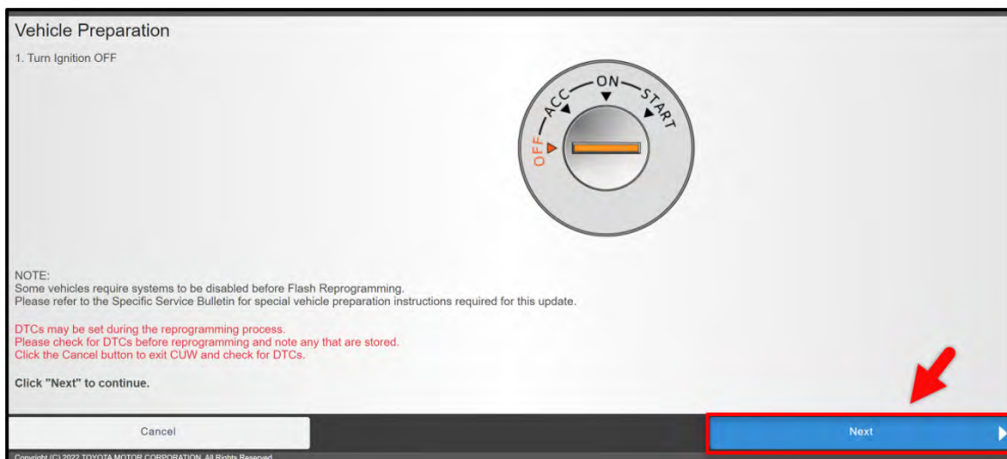 Vehicle Preparation
1. Turn Ignition OFF
OFF
ACC
ON
START
NOTE:
Some vehicles require systems to be disabled before Flash Reprogramming.
Please refer to the Specific Service Bulletin for special vehicle preparation instructions required for this update.
DTCs may be set during the reprogramming process.
Please check for DTCs before reprogramming and note any that are stored.
Click the Cancel button to exit CUW and check for DTCs.
Click "Next" to continue.
Cancel
Next
Copyright (C) 2022 TOYOTA MOTOR CORPORATION. All Rights Reserved.